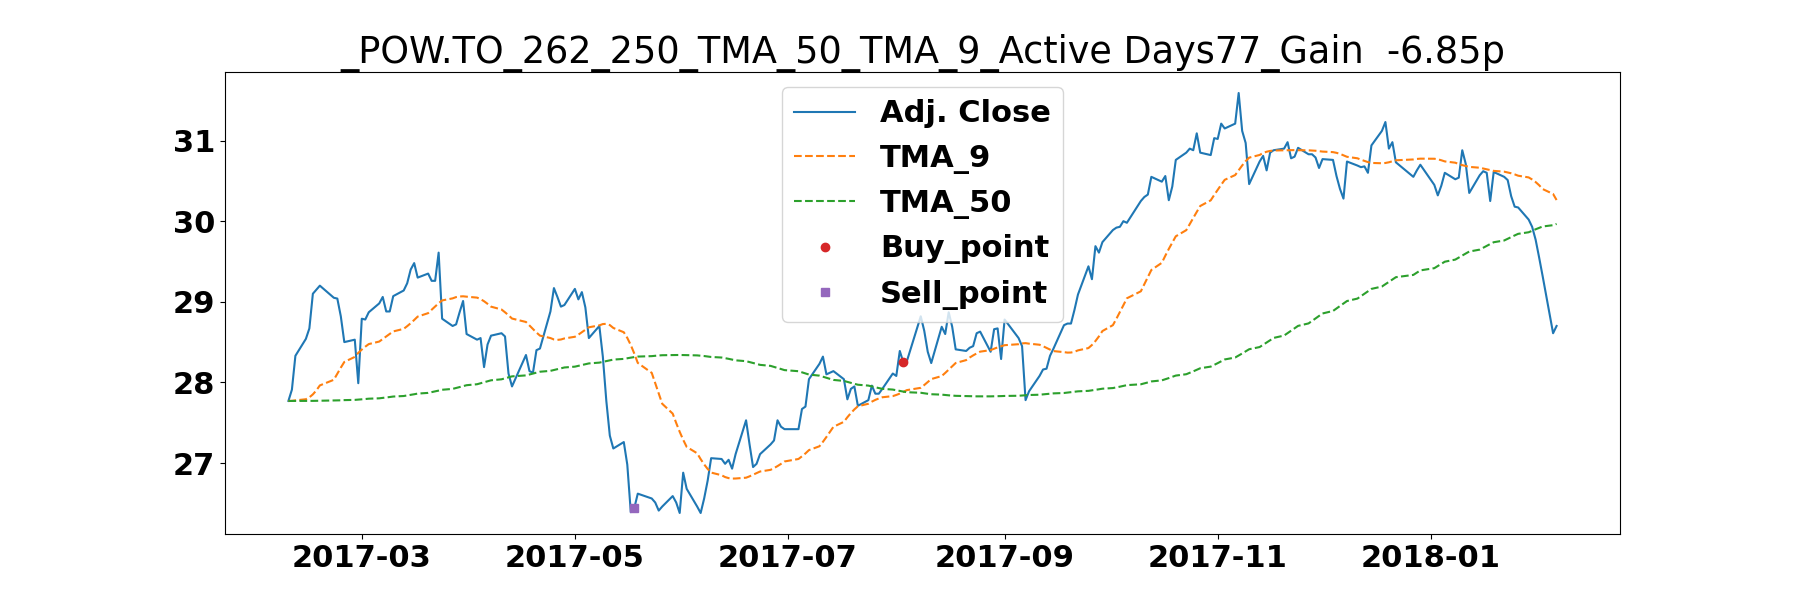 _POW.TO_262_250_TMA_50_TMA_9_Active Days77_Gain  -6.85p
Adj. Close
TMA_9
TMA_50
Buy_point
Sell_point
31
30
29
28
27
2017-03 2017-05 2017-07 2017-09 2017-11 2018-01